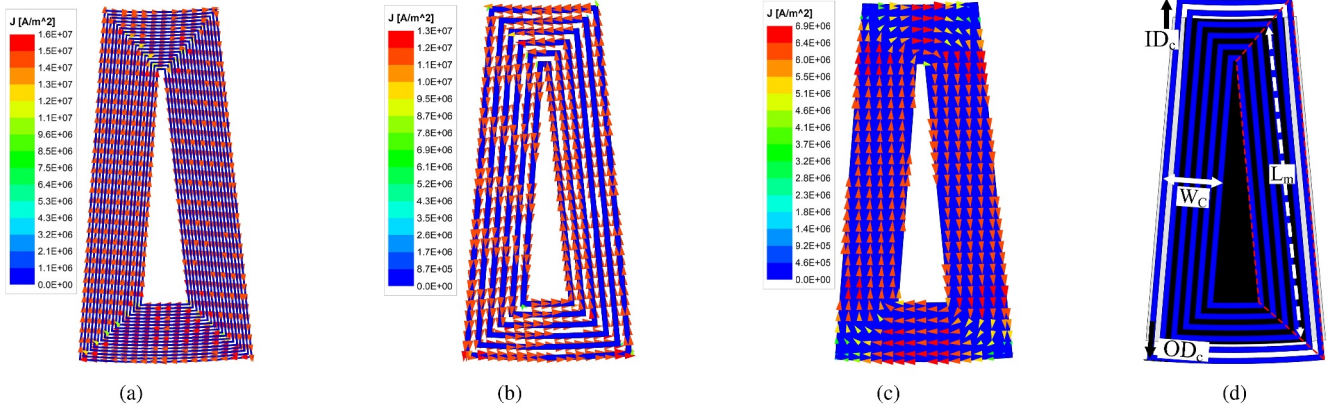 J [A/m^2]
1.6E+07
1.5E+07
1.4E+07
1.3E+07
1.2E+07
1.1E+07
9.6E+06
8.6E+06
7.5E+06
6.4E+06
5.3E+06
4.3E+06
3.2E+06
2.1E+06
1.1E+06
0.0E+00
(a)
J [A/m^2]
1.3E+07
1.2E+07
1.1E+07
1.0E+07
9.5E+06
8.6E+06
7.8E+06
6.9E+06
6.1E+06
5.2E+06
4.3E+06
3.5E+06
2.6E+06
1.7E+06
8.7E+05
0.0E+00
(b)
J [A/m^2]
6.9E+06
6.4E+06
6.0E+06
5.5E+06
5.0E+06
4.6E+06
4.1E+06
3.7E+06
3.2E+06
2.7E+06
2.3E+06
1.8E+06
1.4E+06
9.2E+05
4.6E+05
0.0E+00
(c)
ID_c
L_m
W_C
OD_c
(d)